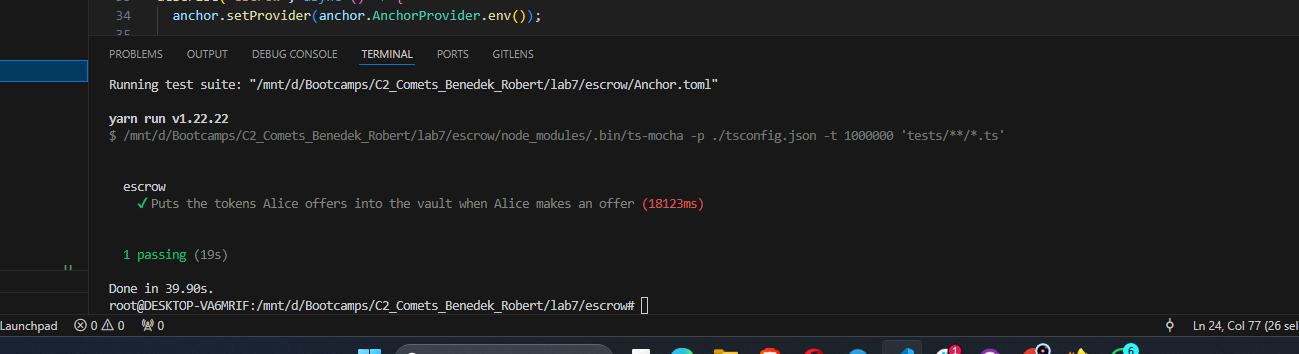 34 anchor.setProvider(anchor.AnchorProvider.env());
PROBLEMS OUTPUT DEBUG CONSOLE TERMINAL PORTS GITLENS
Running test suite: "/mnt/d/Bootcamps/C2_Comets_Benedek_Robert/lab7/escrow/Anchor.toml"
yarn run v1.22.22
$ /mnt/d/Bootcamps/C2_Comets_Benedek_Robert/lab7/escrow/node_modules/.bin/ts-mocha -p ./tsconfig.json -t 1000000 'tests/**/*.ts'
escrow
✓ Puts the tokens Alice offers into the vault when Alice makes an offer (18123ms)
1 passing (19s)
Done in 39.90s.
root@DESKTOP-VA6MRIF:/mnt/d/Bootcamps/C2_Comets_Benedek_Robert/lab7/escrow#
Launchpad 0 0 0 Ln 24, Col 77 (26 sel
1 6